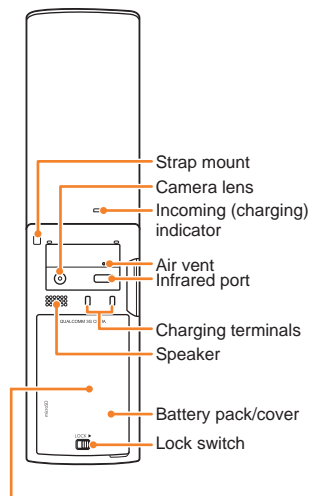 Strap mount
Camera lens
Incoming (charging)
indicator
Air vent
Infrared port
Charging terminals
QUALCOMM 3G CDMA
Speaker
microSD
Battery pack/cover
LOCK
Lock switch